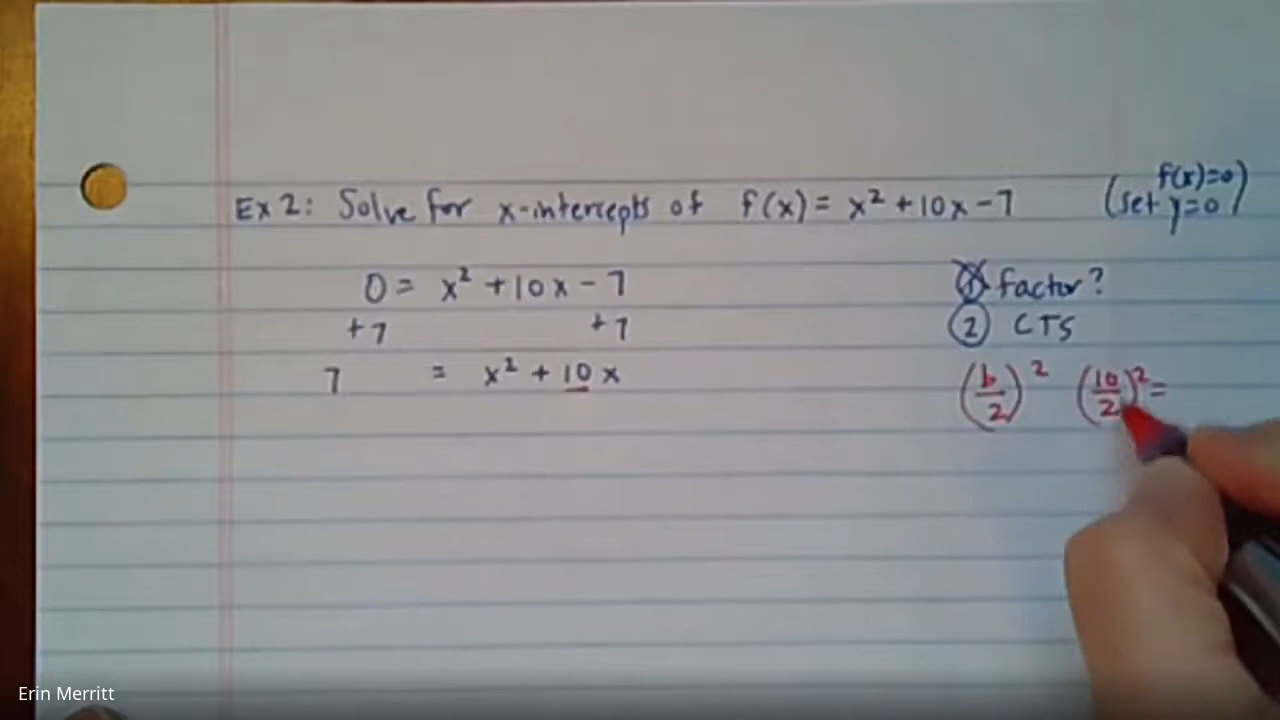 Ex 2: Solve for x-intercepts of f(x) = x² + 10x - 7 (set y=0 f(x)=0)
0 = x² + 10x - 7
+7 +7
7 = x² + 10x
① factor?
② CTS
(b/2)² (10/2)² =
Erin Merritt